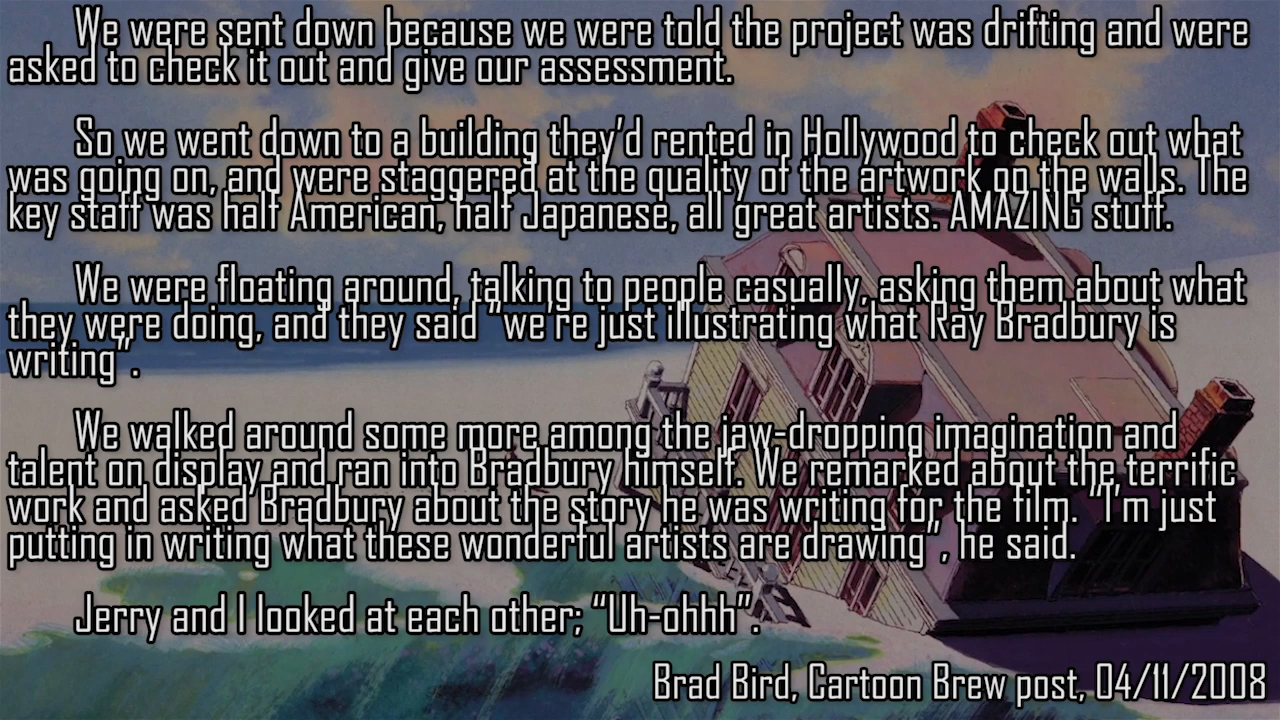 We were sent down because we were told the project was drifting and were
asked to check it out and give our assessment.
So we went down to a building they’d rented in Hollywood to check out what
was going on, and were staggered at the quality of the artwork on the walls. The
key staff was half American, half Japanese, all great artists. AMAZING stuff.
We were floating around, talking to people casually, asking them about what
they were doing, and they said “we’re just illustrating what Ray Bradbury is
writing”.
We walked around some more among the jaw-dropping imagination and
talent on display and ran into Bradbury himself. We remarked about the terrific
work and asked Bradbury about the story he was writing for the film. “I’m just
putting in writing what these wonderful artists are drawing”, he said.
Jerry and I looked at each other; “Uh-ohhh”.
Brad Bird, Cartoon Brew post, 04/11/2008